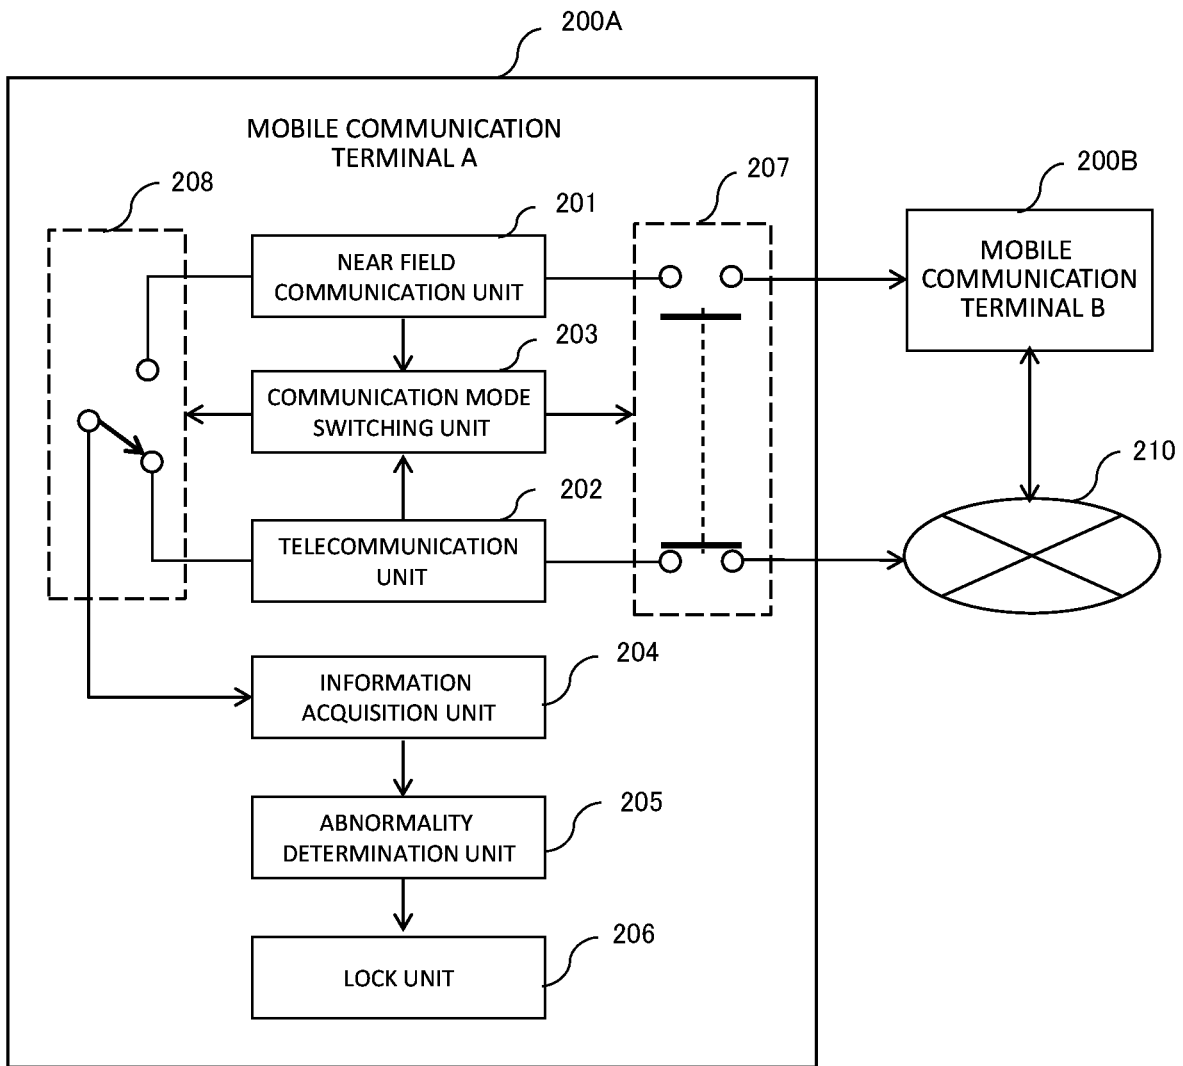 200A
MOBILE COMMUNICATION
TERMINAL A
208
201
207
200B
NEAR FIELD
COMMUNICATION UNIT
MOBILE
COMMUNICATION
TERMINAL B
203
COMMUNICATION MODE
SWITCHING UNIT
210
202
TELECOMMUNICATION
UNIT
204
INFORMATION
ACQUISITION UNIT
205
ABNORMALITY
DETERMINATION UNIT
206
LOCK UNIT